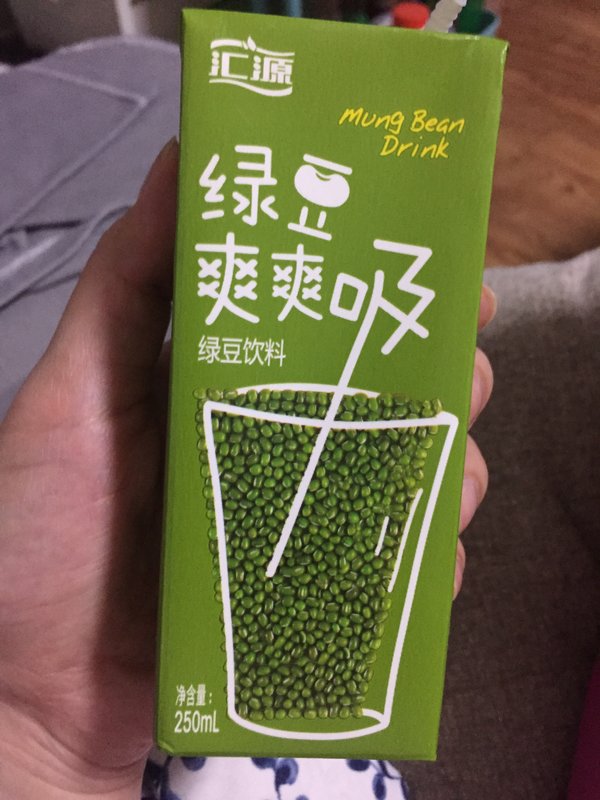 汇源
Mung Bean
Drink
绿豆
爽爽吸
绿豆饮料
净含量：
250mL